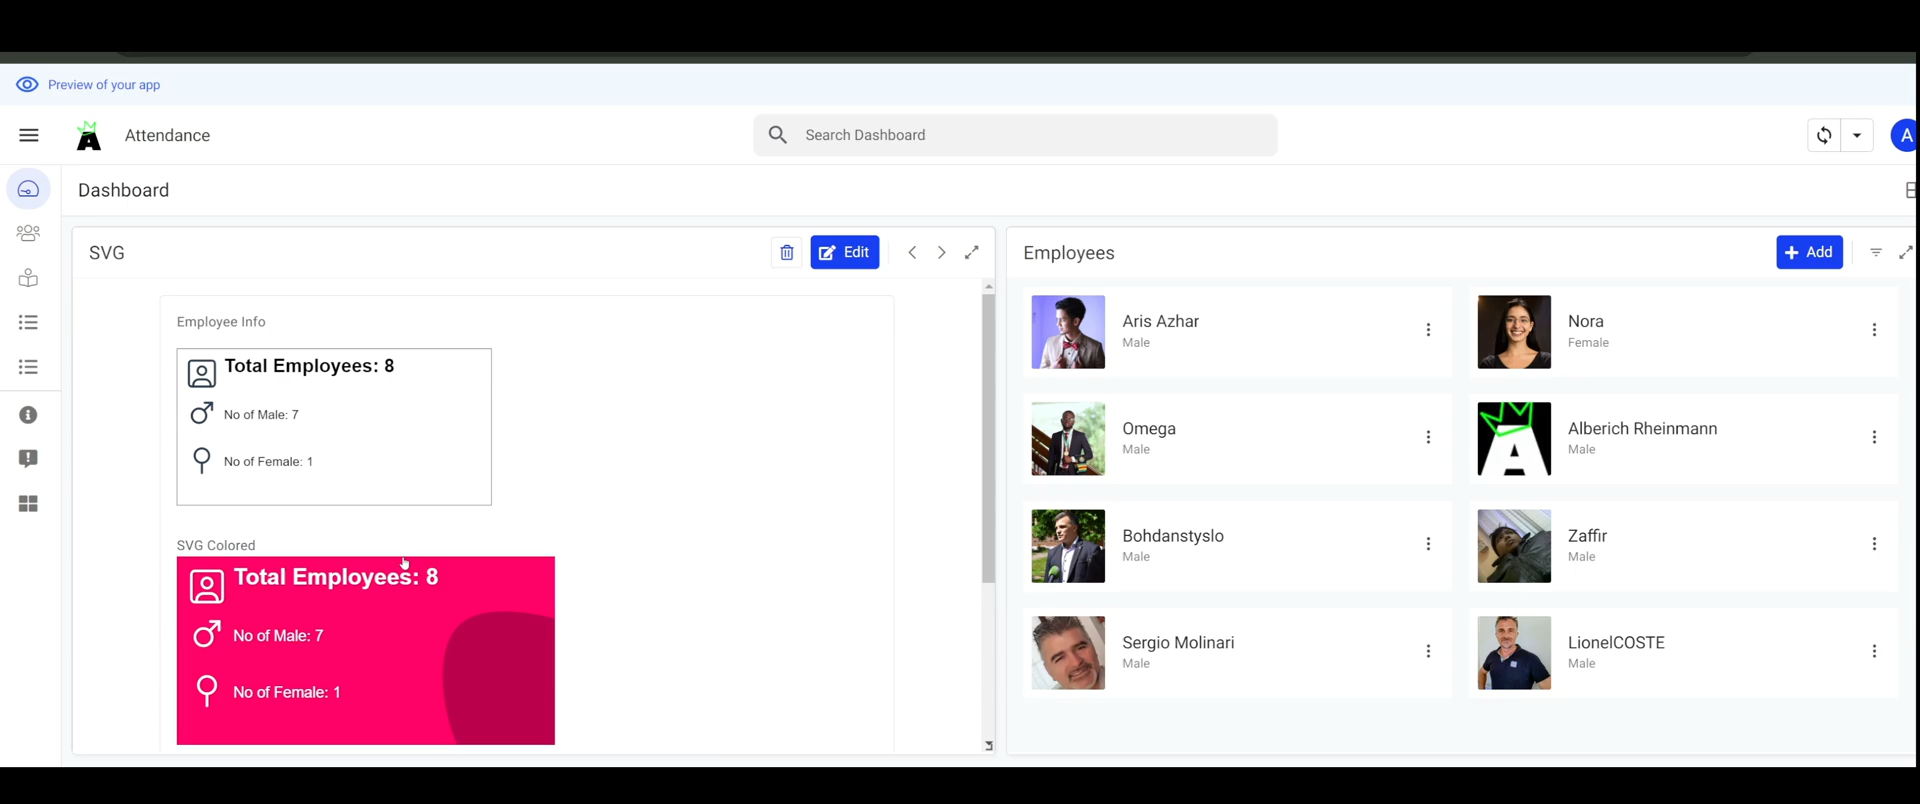 Preview of your app
Attendance
Search Dashboard
A
Dashboard
SVG
Edit
Employee Info
Total Employees: 8
No of Male: 7
No of Female: 1
SVG Colored
Total Employees: 8
No of Male: 7
No of Female: 1
Employees
Add
Aris Azhar
Male
Nora
Female
Omega
Male
Alberich Rheinmann
Male
Bohdanstyslo
Male
Zaffir
Male
Sergio Molinari
Male
LionelCOSTE
Male